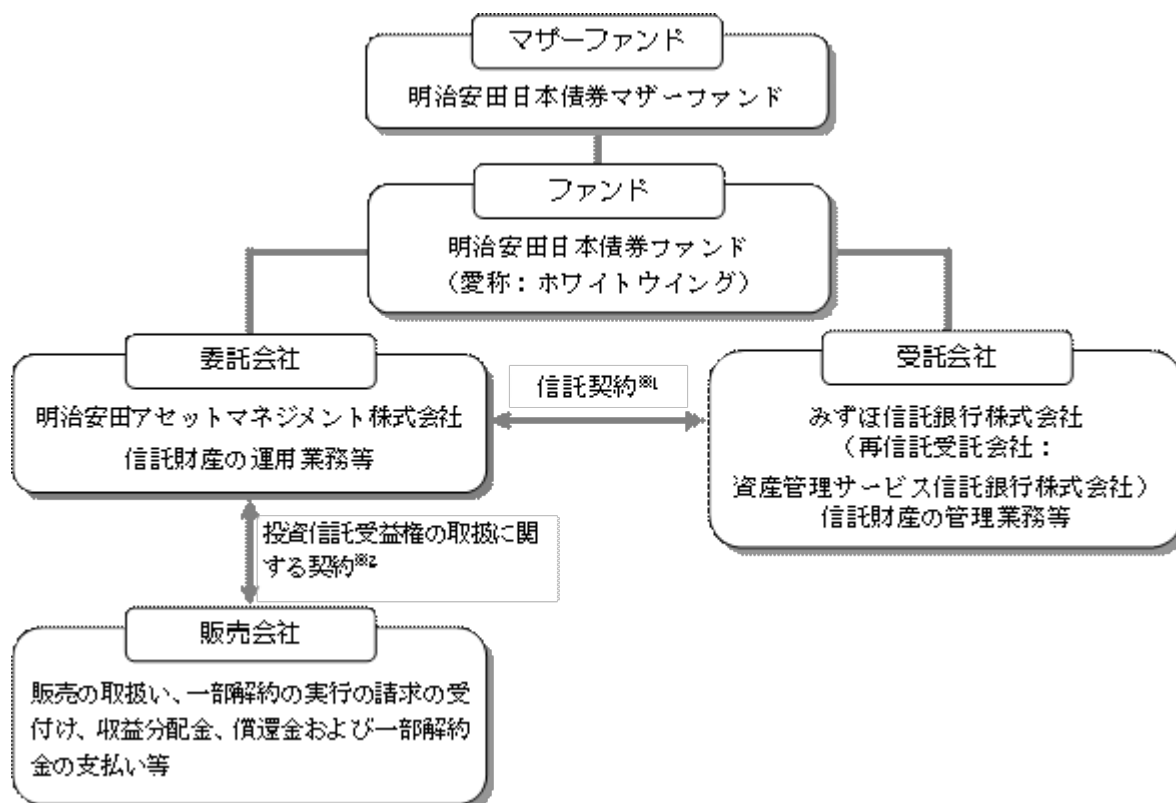 マザーファンド
明治安田日本債券マザーファンド
ファンド
明治安田日本債券ファンド
（愛称：ホワイトウイング）
委託会社
明治安田アセットマネジメント株式会社
信託財産の運用業務等
信託契約※1
受託会社
みずほ信託銀行株式会社
（再信託受託会社：
資産管理サービス信託銀行株式会社）
信託財産の管理業務等
投資信託受益権の取扱に関
する契約※2
販売会社
販売の取扱い、一部解約の実行の請求の受
付け、収益分配金、償還金および一部解約
金の支払い等